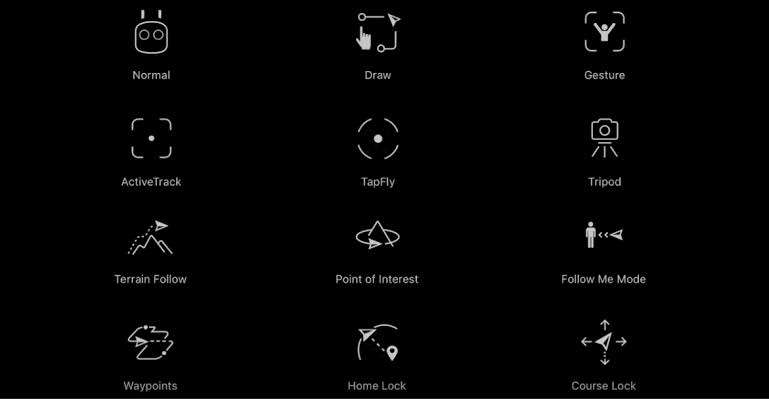 Normal
Draw
Gesture
ActiveTrack
TapFly
Tripod
Terrain Follow
Point of Interest
Follow Me Mode
Waypoints
Home Lock
Course Lock